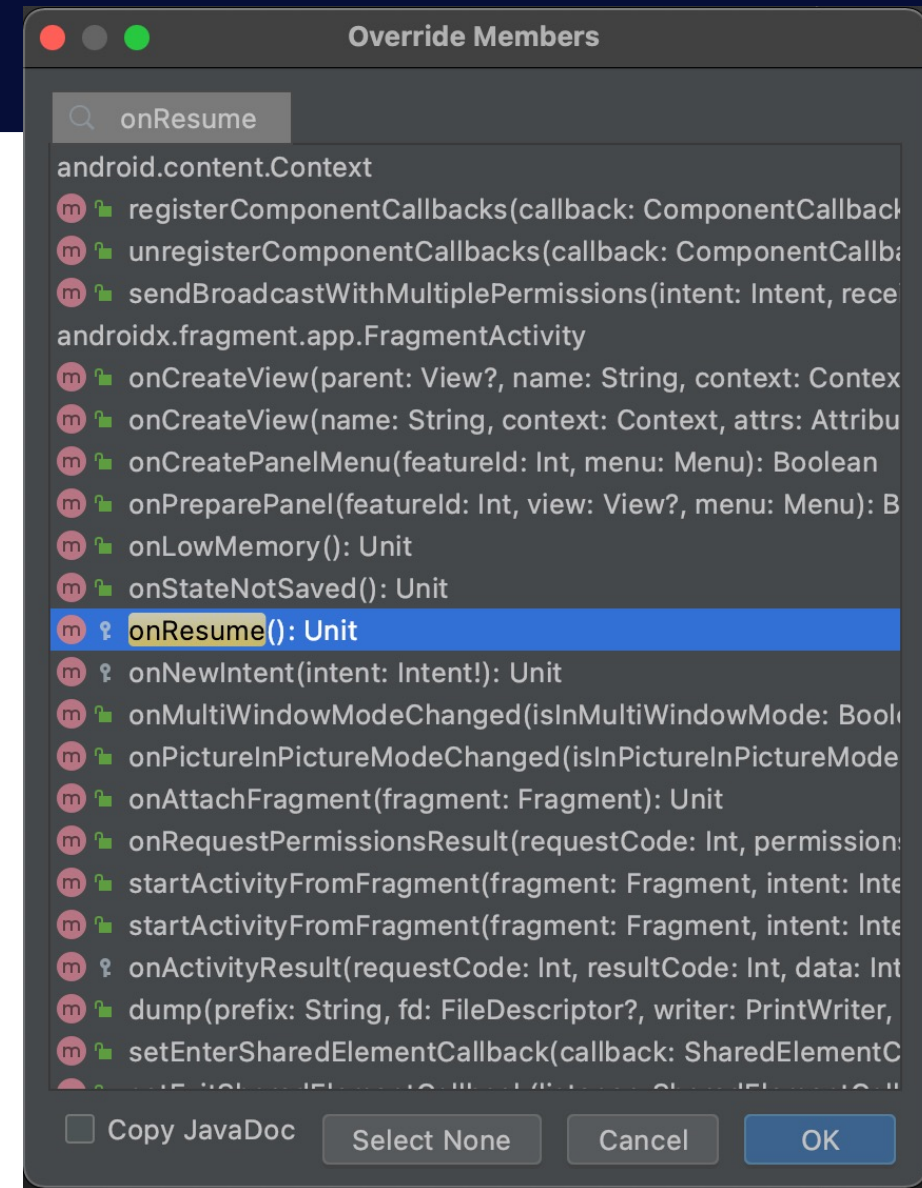 Override Members
onResume
android.content.Context
m registerComponentCallbacks(callback: ComponentCallback
m unregisterComponentCallbacks(callback: ComponentCallba
m sendBroadcastWithMultiplePermissions(intent: Intent, rece
androidx.fragment.app.FragmentActivity
m onCreateView(parent: View?, name: String, context: Contex
m onCreateView(name: String, context: Context, attrs: Attribu
m onCreatePanelMenu(featureId: Int, menu: Menu): Boolean
m onPreparePanel(featureId: Int, view: View?, menu: Menu): B
m onLowMemory(): Unit
m onStateNotSaved(): Unit
m onResume(): Unit
m onNewIntent(intent: Intent!): Unit
m onMultiWindowModeChanged(isInMultiWindowMode: Boole
m onPictureInPictureModeChanged(isInPictureInPictureMode
m onAttachFragment(fragment: Fragment): Unit
m onRequestPermissionsResult(requestCode: Int, permissions
m startActivityFromFragment(fragment: Fragment, intent: Inte
m startActivityFromFragment(fragment: Fragment, intent: Inte
m onActivityResult(requestCode: Int, resultCode: Int, data: Int
m dump(prefix: String, fd: FileDescriptor?, writer: PrintWriter,
m setEnterSharedElementCallback(callback: SharedElementC
Copy JavaDoc Select None Cancel OK